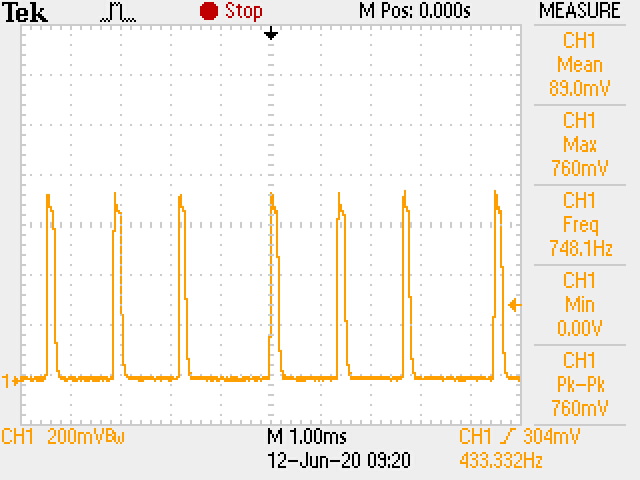 Tek Stop M Pos: 0.000s MEASURE
CH1
Mean
89.0mV
CH1
Max
760mV
CH1
Freq
748.1Hz
CH1
Min
0.00V
CH1
Pk-Pk
760mV
1
CH1 200mVBw M 1.00ms CH1 304mV
12-Jun-20 09:20 433.332Hz